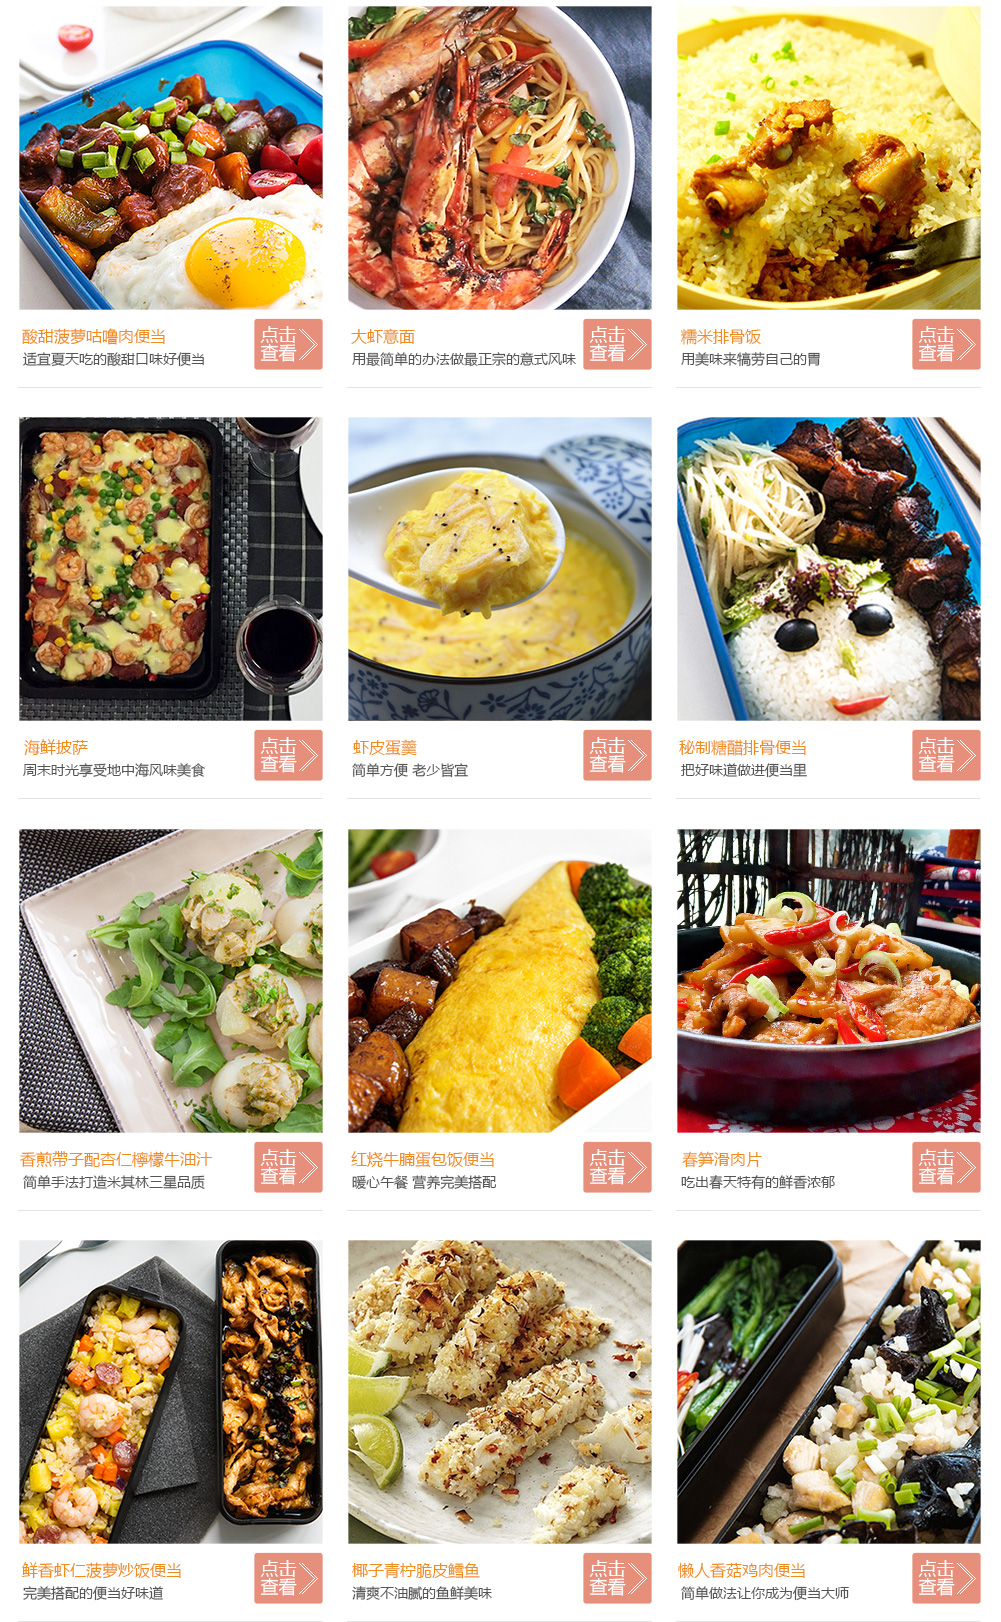 酸甜菠萝咕噜肉便当
适宜夏天吃的酸甜口味好便当
点击
查看
大虾意面
用最简单的办法做最正宗的意式风味
点击
查看
糯米排骨饭
用美味来犒劳自己的胃
点击
查看
海鲜披萨
周末时光享受地中海风味美食
点击
查看
虾皮蛋羹
简单方便 老少皆宜
点击
查看
秘制糖醋排骨便当
把好味道做进便当里
点击
查看
香煎帶子配杏仁檸檬牛油汁
简单手法打造米其林三星品质
点击
查看
红烧牛腩蛋包饭便当
暖心午餐 营养完美搭配
点击
查看
春笋滑肉片
吃出春天特有的鲜香浓郁
点击
查看
鲜香虾仁菠萝炒饭便当
完美搭配的便当好味道
点击
查看
椰子青柠脆皮鳕鱼
清爽不油腻的鱼鲜美味
点击
查看
懒人香菇鸡肉便当
简单做法让你成为便当大师
点击
查看